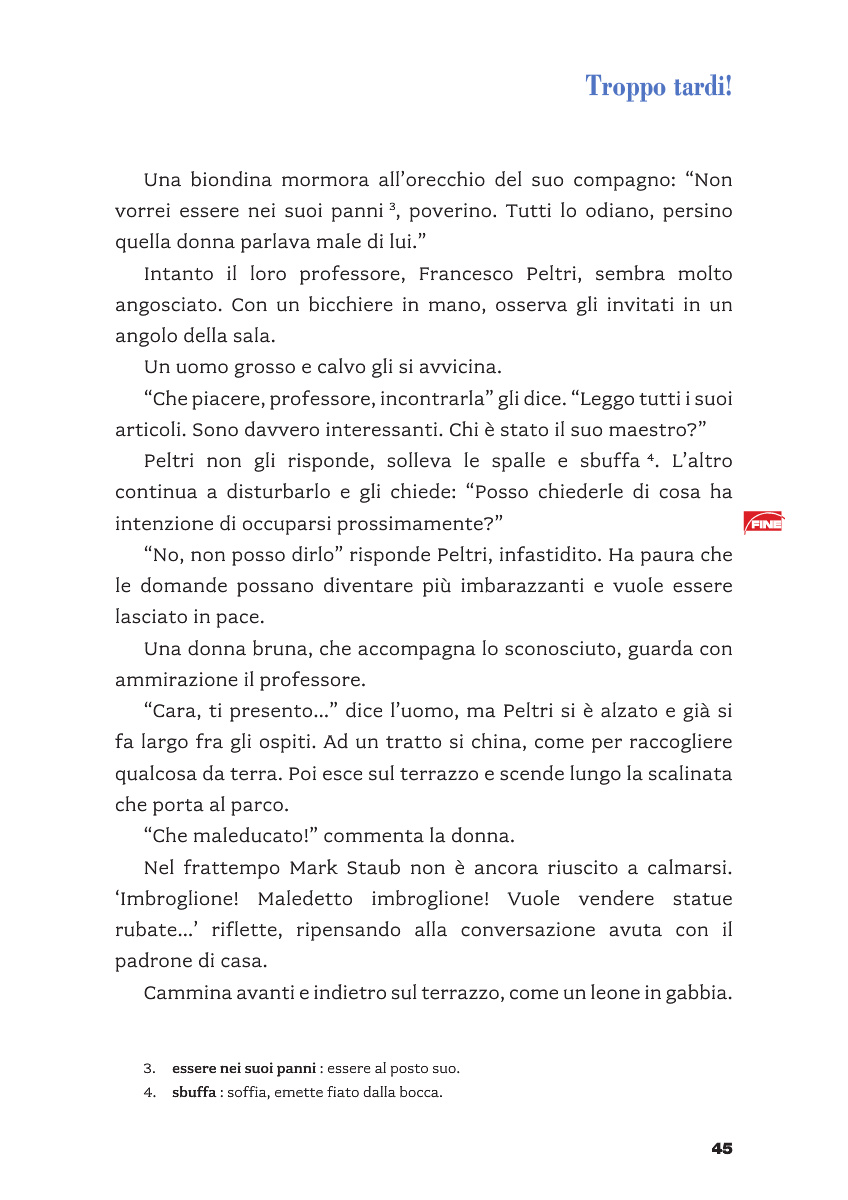 Troppo tardi!
Una biondina mormora all’orecchio del suo compagno: “Non
vorrei essere nei suoi panni ³, poverino. Tutti lo odiano, persino
quella donna parlava male di lui.”
Intanto il loro professore, Francesco Peltri, sembra molto
angosciato. Con un bicchiere in mano, osserva gli invitati in un
angolo della sala.
Un uomo grosso e calvo gli si avvicina.
“Che piacere, professore, incontrarla” gli dice. “Leggo tutti i suoi
articoli. Sono davvero interessanti. Chi è stato il suo maestro?”
Peltri non gli risponde, solleva le spalle e sbuffa ⁴. L’altro
continua a disturbarlo e gli chiede: “Posso chiederle di cosa ha
intenzione di occuparsi prossimamente?”
FINE
“No, non posso dirlo” risponde Peltri, infastidito. Ha paura che
le domande possano diventare più imbarazzanti e vuole essere
lasciato in pace.
Una donna bruna, che accompagna lo sconosciuto, guarda con
ammirazione il professore.
“Cara, ti presento...” dice l’uomo, ma Peltri si è alzato e già si
fa largo fra gli ospiti. Ad un tratto si china, come per raccogliere
qualcosa da terra. Poi esce sul terrazzo e scende lungo la scalinata
che porta al parco.
“Che maleducato!” commenta la donna.
Nel frattempo Mark Staub non è ancora riuscito a calmarsi.
‘Imbroglione! Maledetto imbroglione! Vuole vendere statue
rubate...’ riflette, ripensando alla conversazione avuta con il
padrone di casa.
Cammina avanti e indietro sul terrazzo, come un leone in gabbia.
3. essere nei suoi panni : essere al posto suo.
4. sbuffa : soffia, emette fiato dalla bocca.
45